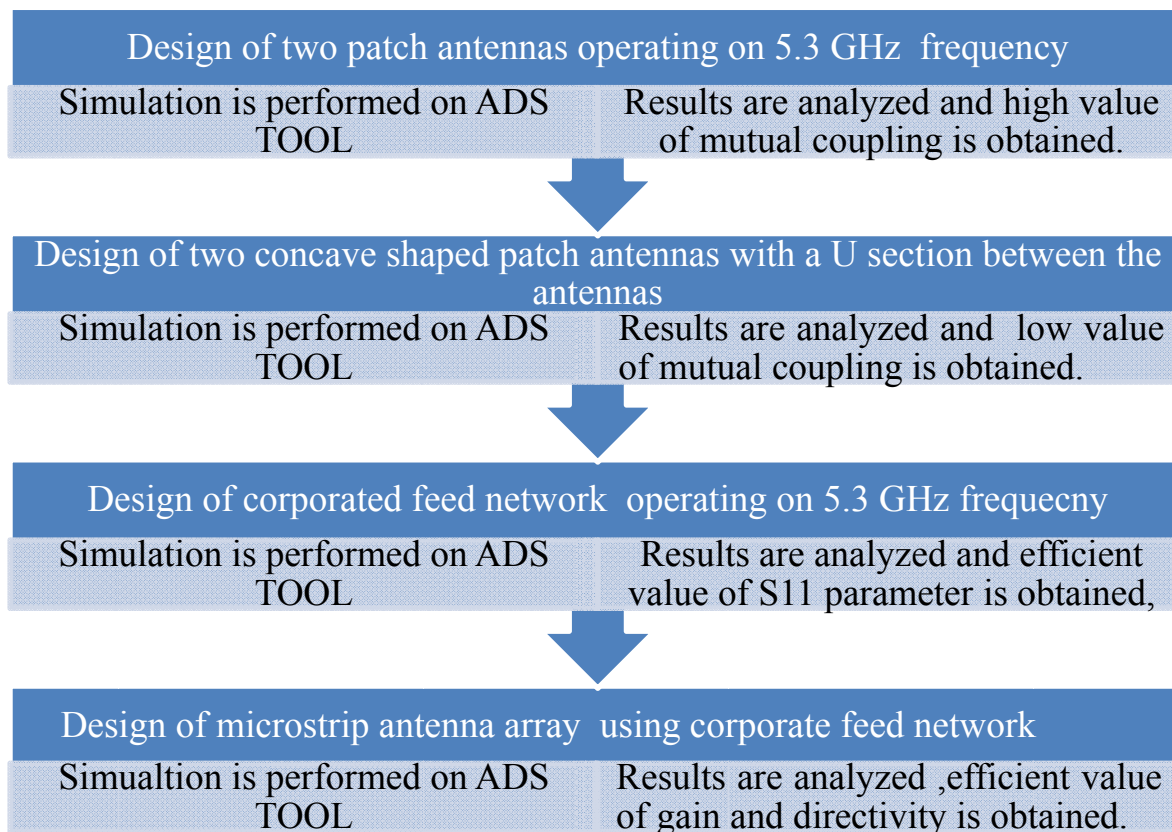 Design of two patch antennas operating on 5.3 GHz frequency
Simulation is performed on ADS
TOOL
Results are analyzed and high value
of mutual coupling is obtained.
Design of two concave shaped patch antennas with a U section between the
antennas
Simulation is performed on ADS
TOOL
Results are analyzed and low value
of mutual coupling is obtained.
Design of corporated feed network operating on 5.3 GHz frequecny
Simulation is performed on ADS
TOOL
Results are analyzed and efficient
value of S11 parameter is obtained,
Design of microstrip antenna array using corporate feed network
Simualtion is performed on ADS
TOOL
Results are analyzed ,efficient value
of gain and directivity is obtained.